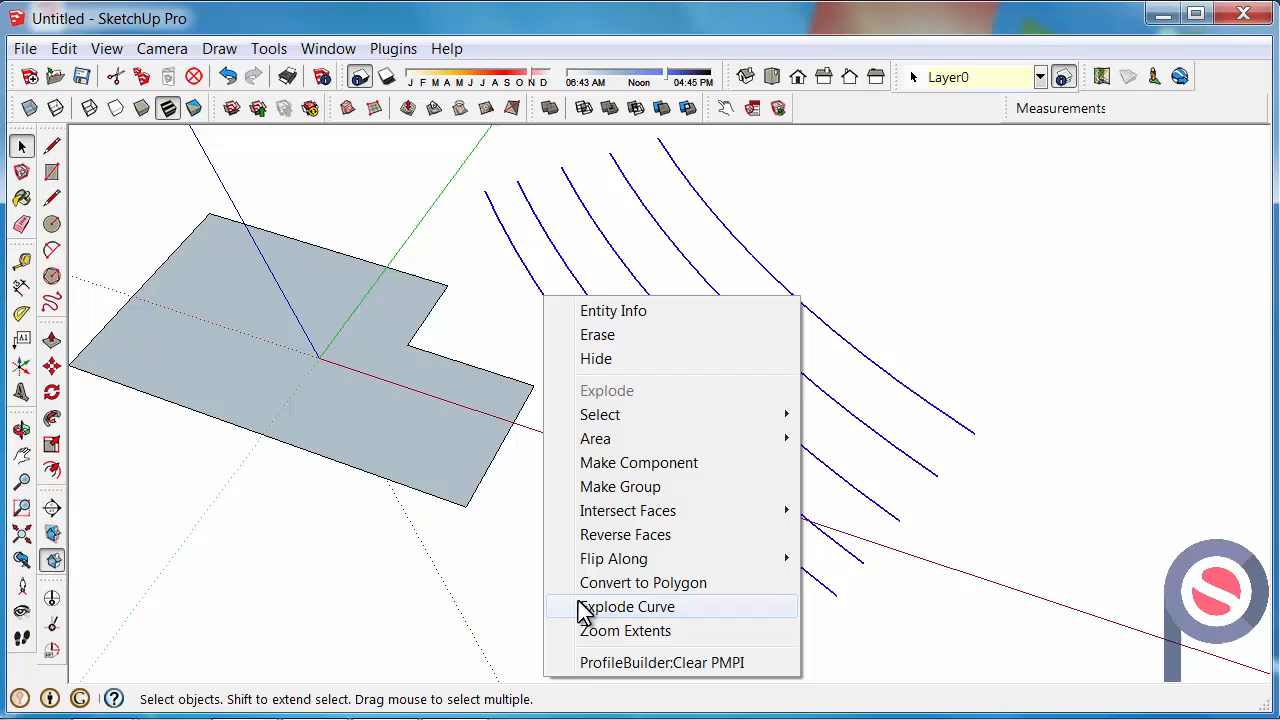 Untitled - SketchUp Pro
File Edit View Camera Draw Tools Window Plugins Help
J F M A M J J A S O N D 06:43 AM Noon 04:45 PM Layer0
Measurements
A1
Entity Info
Erase
Hide
Explode
Select
Area
Make Component
Make Group
Intersect Faces
Reverse Faces
Flip Along
Convert to Polygon
Explode Curve
Zoom Extents
ProfileBuilder:Clear PMPI
Select objects. Shift to extend select. Drag mouse to select multiple.